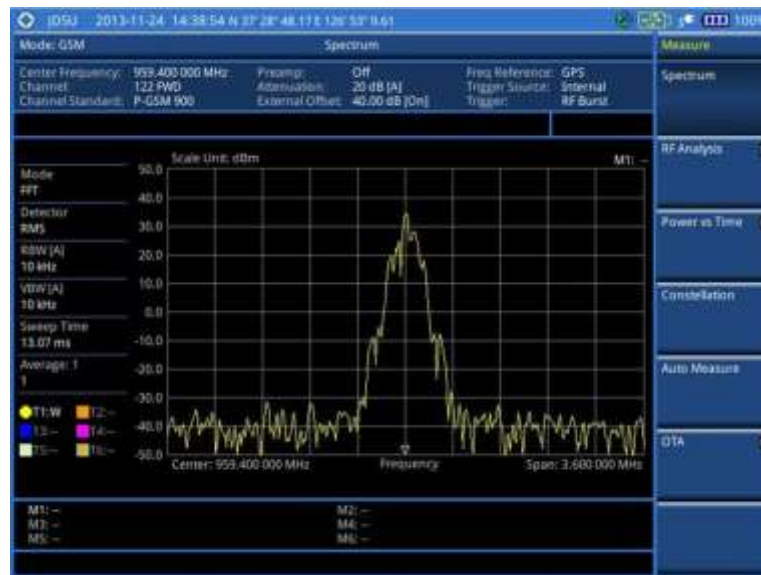 JDSU 2013-11-24 14:38:54 N 37° 28' 48.17 E 126° 53' 9.61 100%
Mode: GSM Spectrum Measure
Center Frequency: 959.400 000 MHz Preamp: Off Freq Reference: GPS
Channel: 122 FWD Attenuation: 20 dB [A] Trigger Source: Internal
Channel Standard: P-GSM 900 External Offset: 40.00 dB [On] Trigger: RF Burst
Spectrum
RF Analysis
Power vs Time
Constellation
Auto Measure
OTA
Scale Unit: dBm M1: --
Mode
FFT
Detector
RMS
RBW [A]
10 kHz
VBW [A]
10 kHz
Sweep Time
13.07 ms
Average: 1
1
T1:W T2:--
T3:-- T4:--
T5:-- T6:--
50.0
40.0
30.0
20.0
10.0
0.0
-10.0
-20.0
-30.0
-40.0
-50.0
Center: 959.400 000 MHz Frequency Span: 3.600 000 MHz
M1: -- M2: --
M3: -- M4: --
M5: -- M6: --